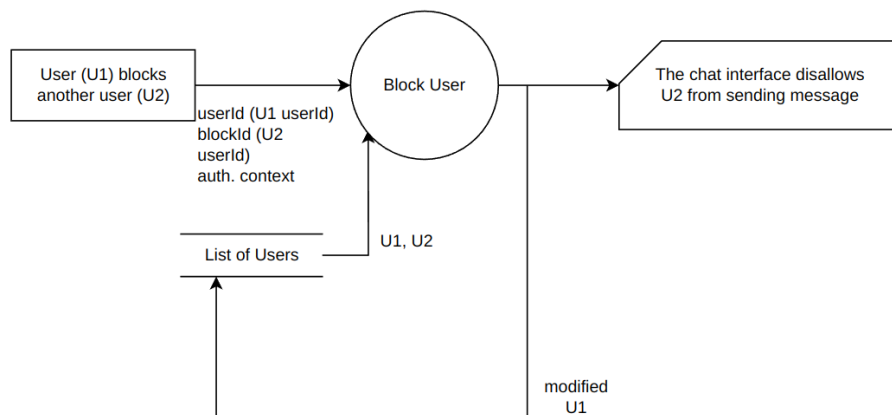 User (U1) blocks
another user (U2)
Block User
The chat interface disallows
U2 from sending message
userId (U1 userId)
blockId (U2
userId)
auth. context
List of Users
U1, U2
modified
U1